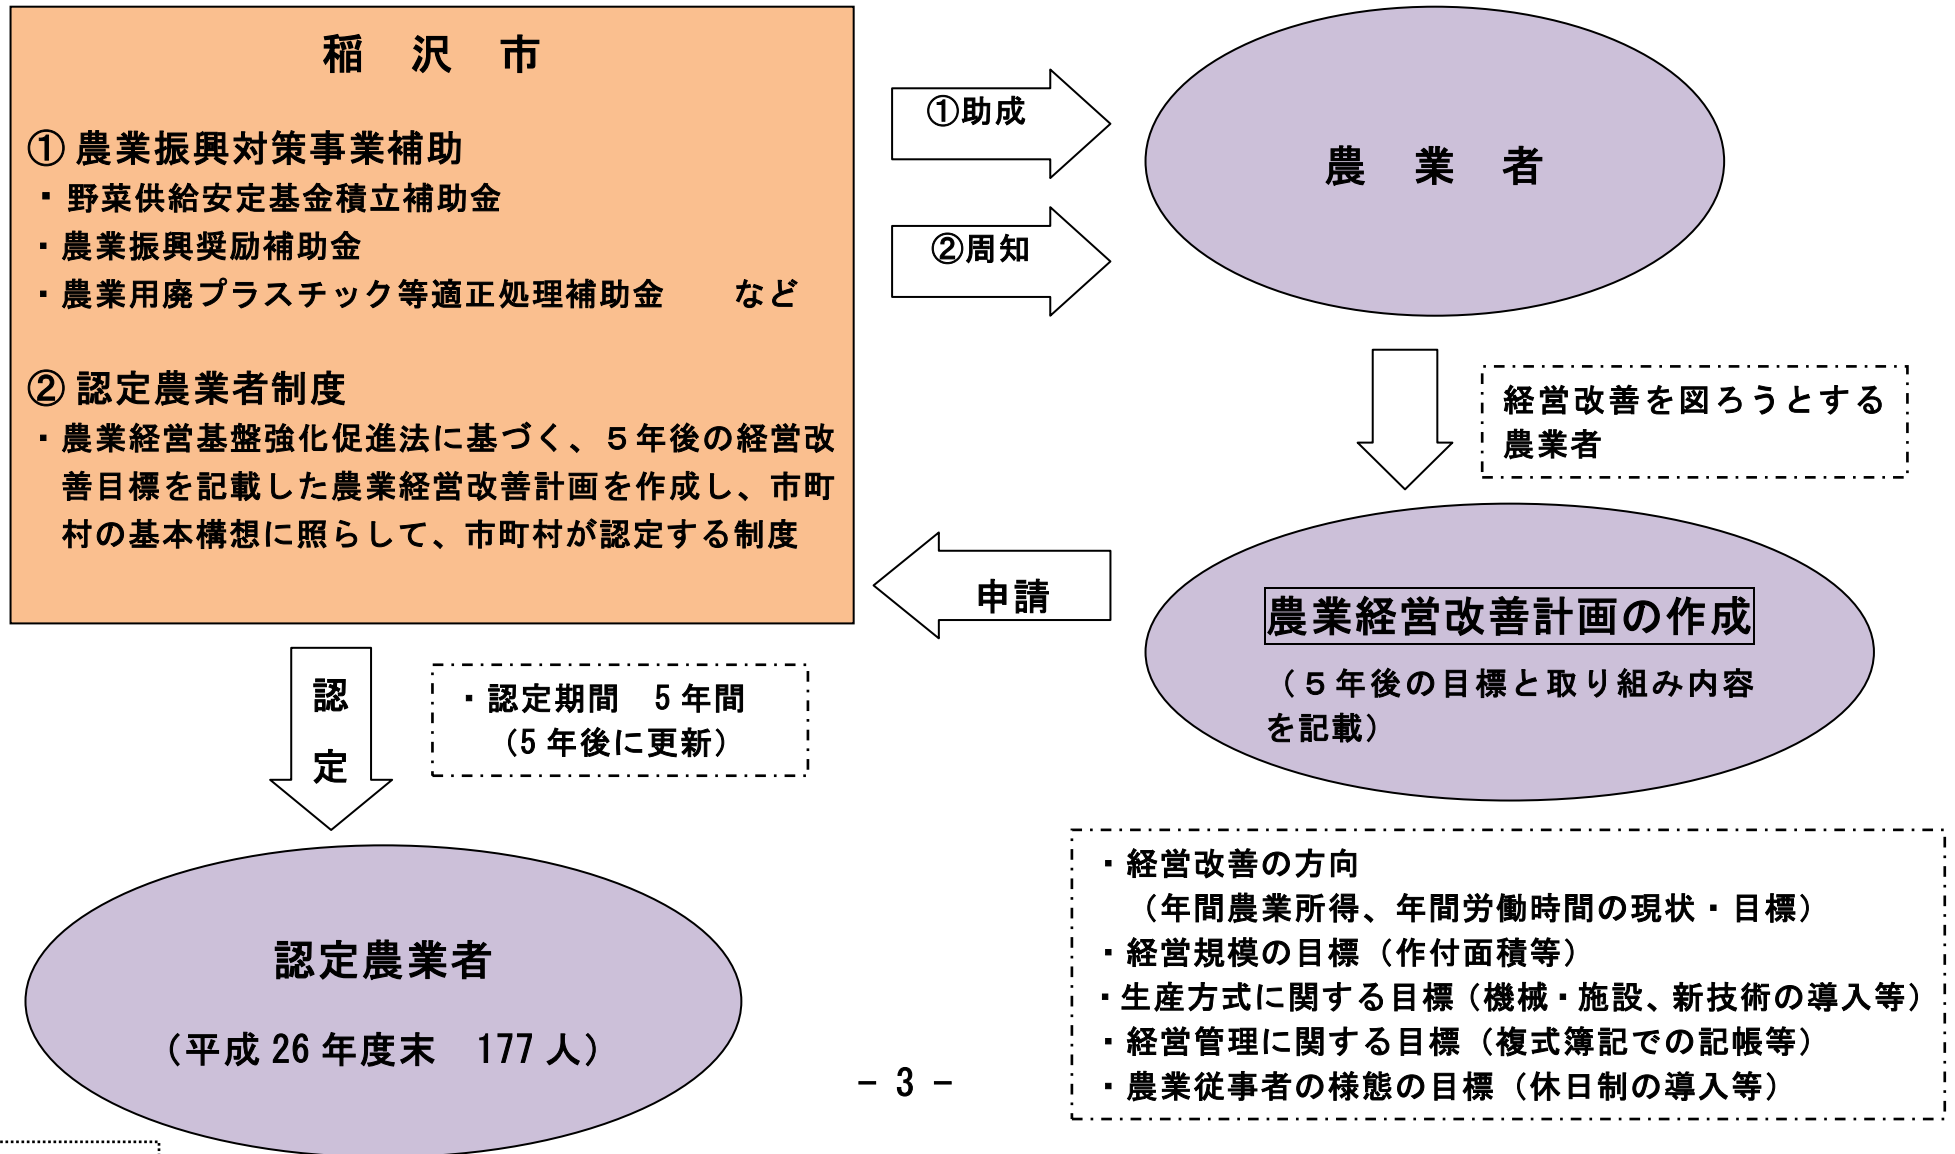 稲　沢　市
① 農業振興対策事業補助
・野菜供給安定基金積立補助金
・農業振興奨励補助金
・農業用廃プラスチック等適正処理補助金　　など
② 認定農業者制度
・農業経営基盤強化促進法に基づく、５年後の経営改
善目標を記載した農業経営改善計画を作成し、市町
村の基本構想に照らして、市町村が認定する制度
①助成
②周知
農　業　者
経営改善を図ろうとする
農業者
農業経営改善計画の作成
（５年後の目標と取り組み内容
を記載）
申請
認
定
・認定期間　5 年間
（5 年後に更新）
認定農業者
（平成 26 年度末　177 人）
・経営改善の方向
（年間農業所得、年間労働時間の現状・目標）
・経営規模の目標（作付面積等）
・生産方式に関する目標（機械・施設、新技術の導入等）
・経営管理に関する目標（複式簿記での記帳等）
・農業従事者の様態の目標（休日制の導入等）
- 3 -